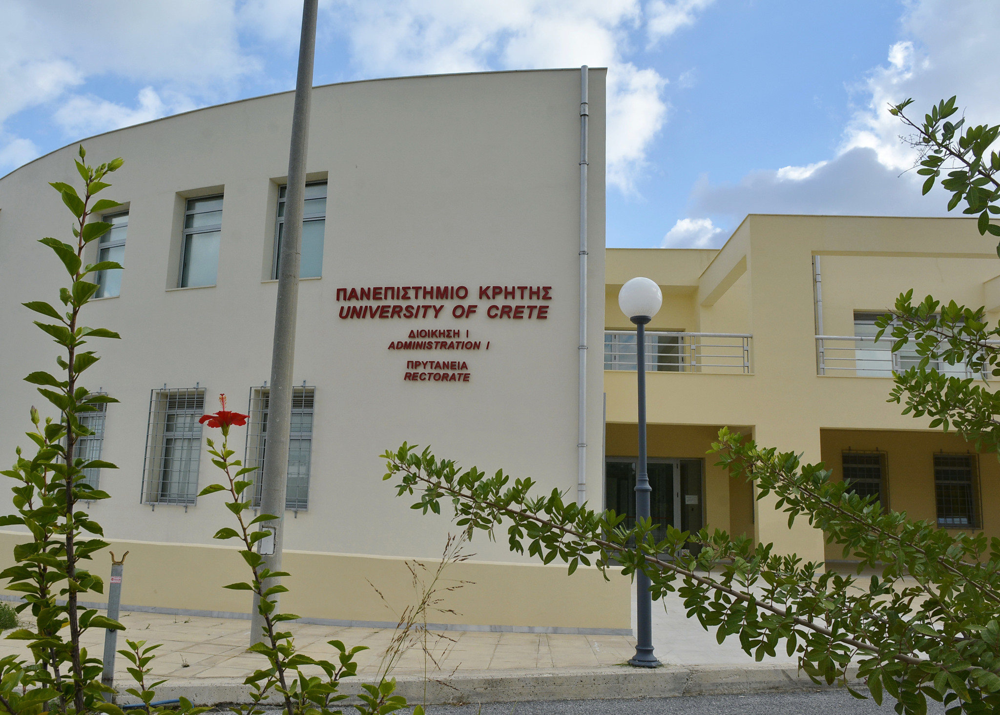 ΠΑΝΕΠΙΣΤΗΜΙΟ ΚΡΗΤΗΣ
UNIVERSITY OF CRETE
ΔΙΟΙΚΗΣΗ Ι
ADMINISTRATION I
ΠΡΥΤΑΝΕΙΑ
RECTORATE